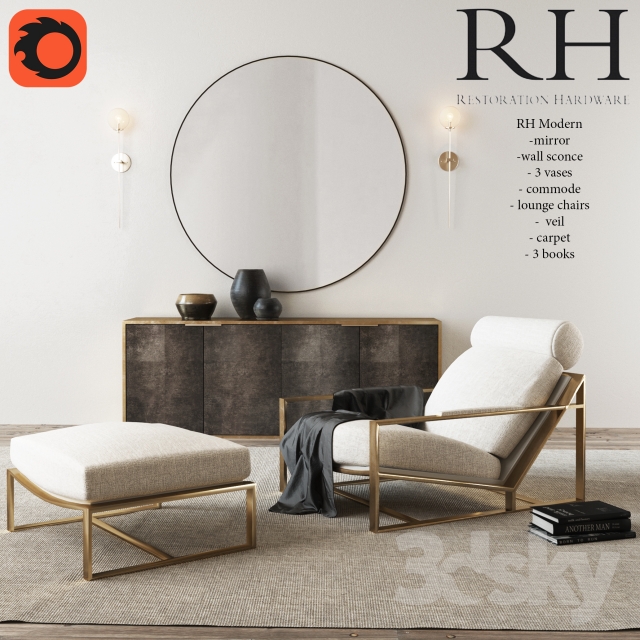 RH
RESTORATION HARDWARE
RH Modern
-mirror
-wall sconce
- 3 vases
- commode
- lounge chairs
- veil
- carpet
- 3 books
ANOTHER MAN
3dsky